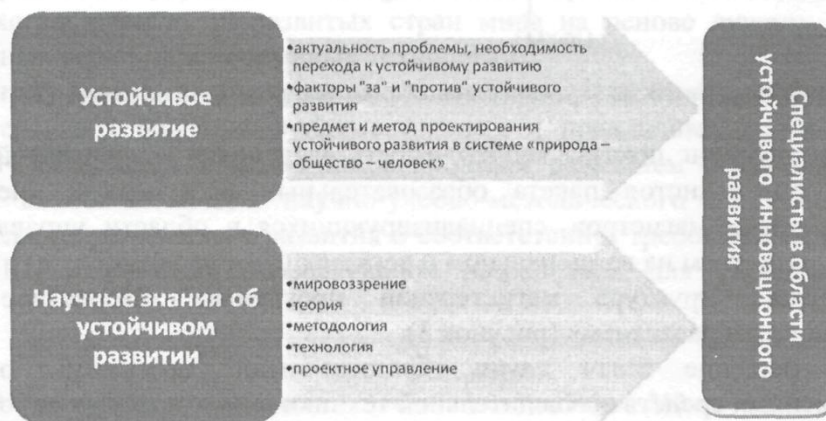 Устойчивое
развитие
•актуальность проблемы, необходимость
перехода к устойчивому развитию
•факторы "за" и "против" устойчивого
развития
•предмет и метод проектирования
устойчивого развития в системе «природа –
общество – человек»
Научные знания об
устойчивом
развитии
•мировоззрение
•теория
•методология
•технология
•проектное управление
Специалисты в области
устойчивого инновационного
развития